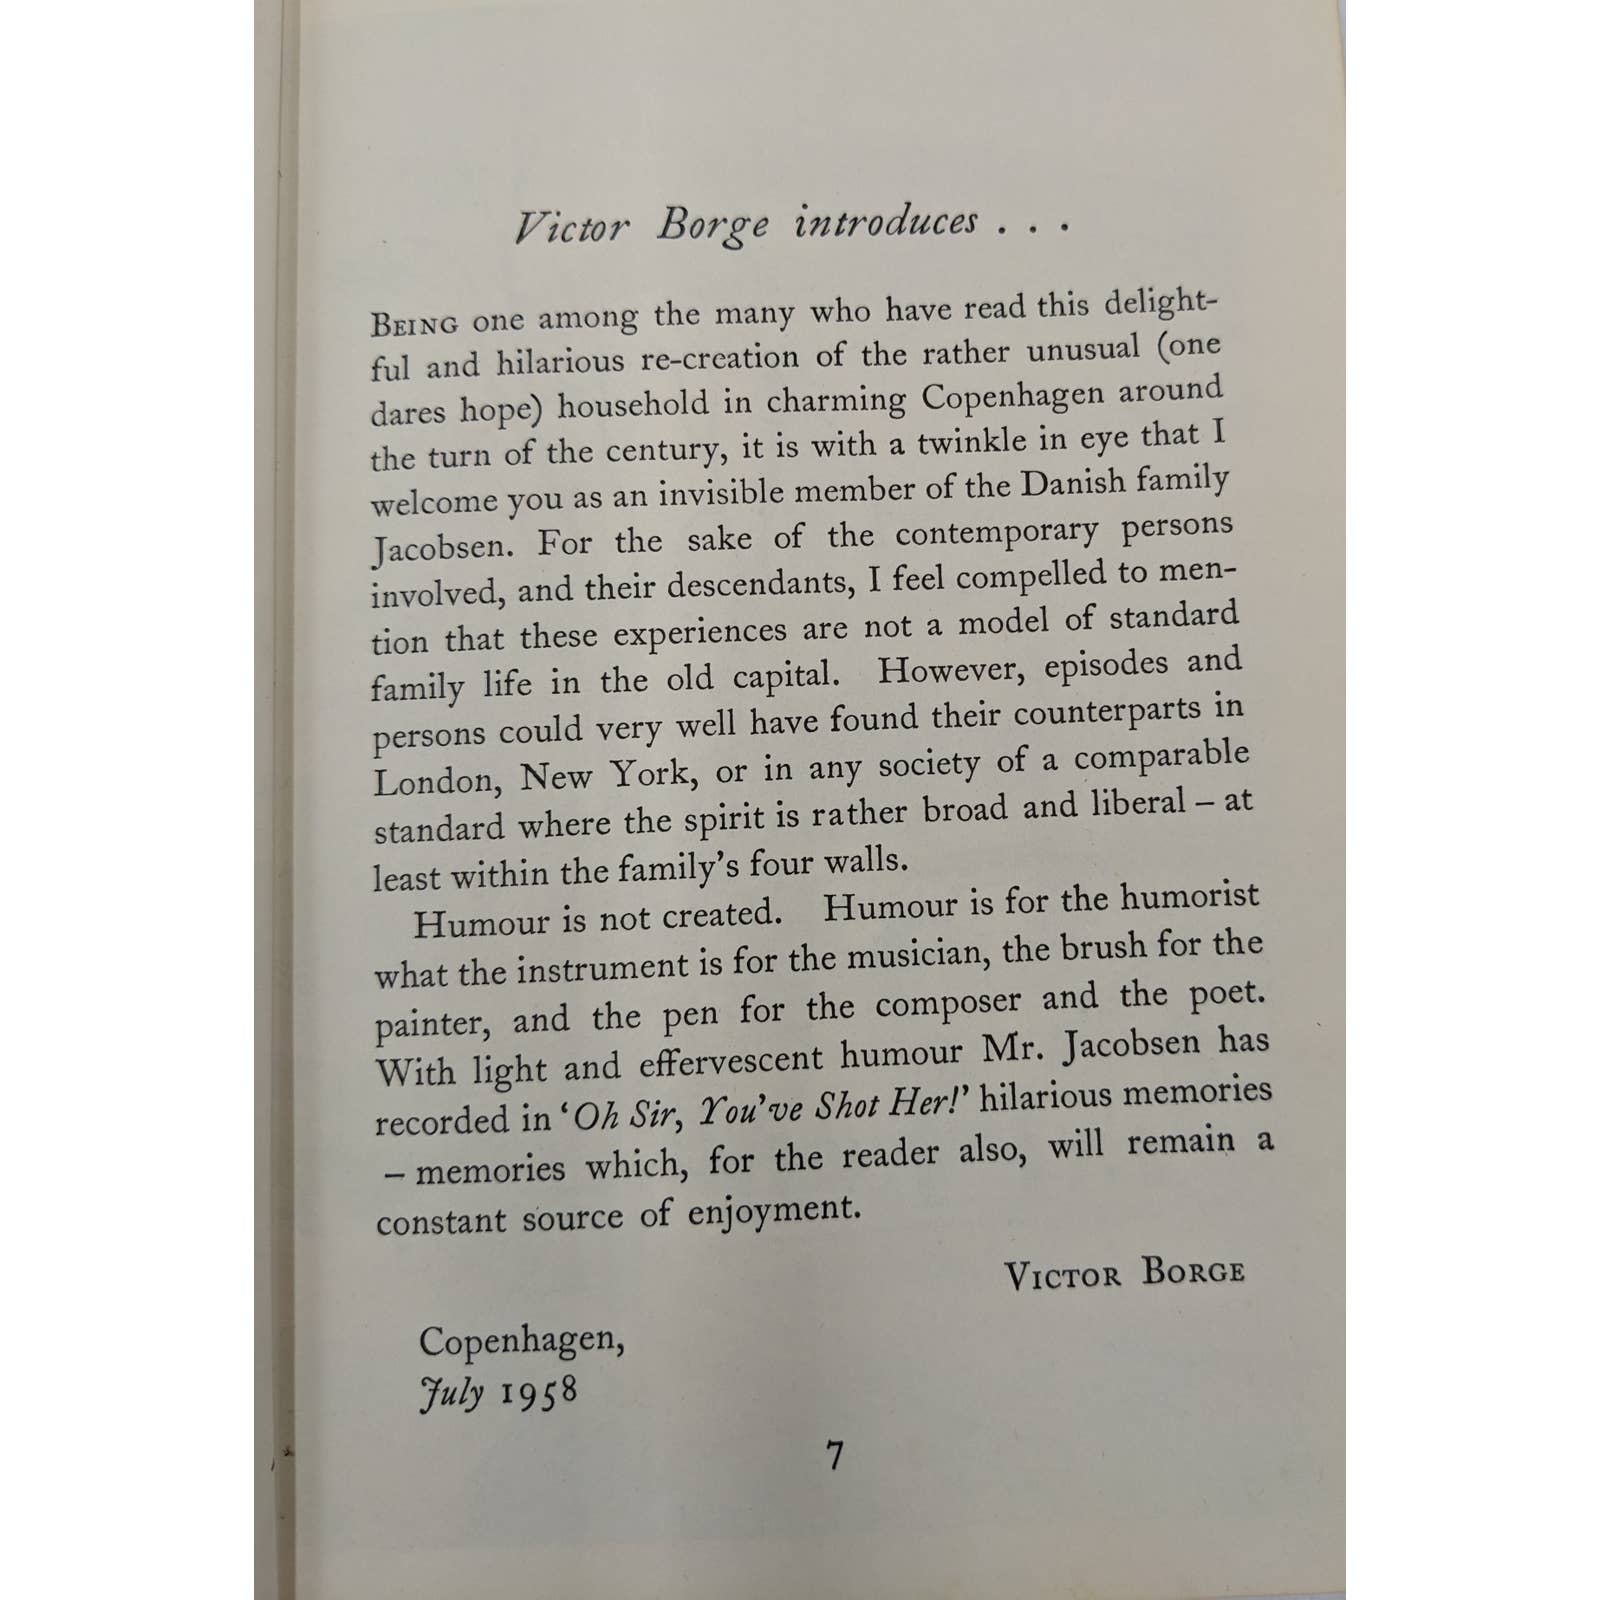 Victor Borge introduces . . .
BEING one among the many who have read this delight-
ful and hilarious re-creation of the rather unusual (one
dares hope) household in charming Copenhagen around
the turn of the century, it is with a twinkle in eye that I
welcome you as an invisible member of the Danish family
Jacobsen. For the sake of the contemporary persons
involved, and their descendants, I feel compelled to men-
tion that these experiences are not a model of standard
family life in the old capital. However, episodes and
persons could very well have found their counterparts in
London, New York, or in any society of a comparable
standard where the spirit is rather broad and liberal – at
least within the family's four walls.
Humour is not created. Humour is for the humorist
what the instrument is for the musician, the brush for the
painter, and the pen for the composer and the poet.
With light and effervescent humour Mr. Jacobsen has
recorded in ‘Oh Sir, You've Shot Her!’ hilarious memories
– memories which, for the reader also, will remain a
constant source of enjoyment.
VICTOR BORGE
Copenhagen,
July 1958
7